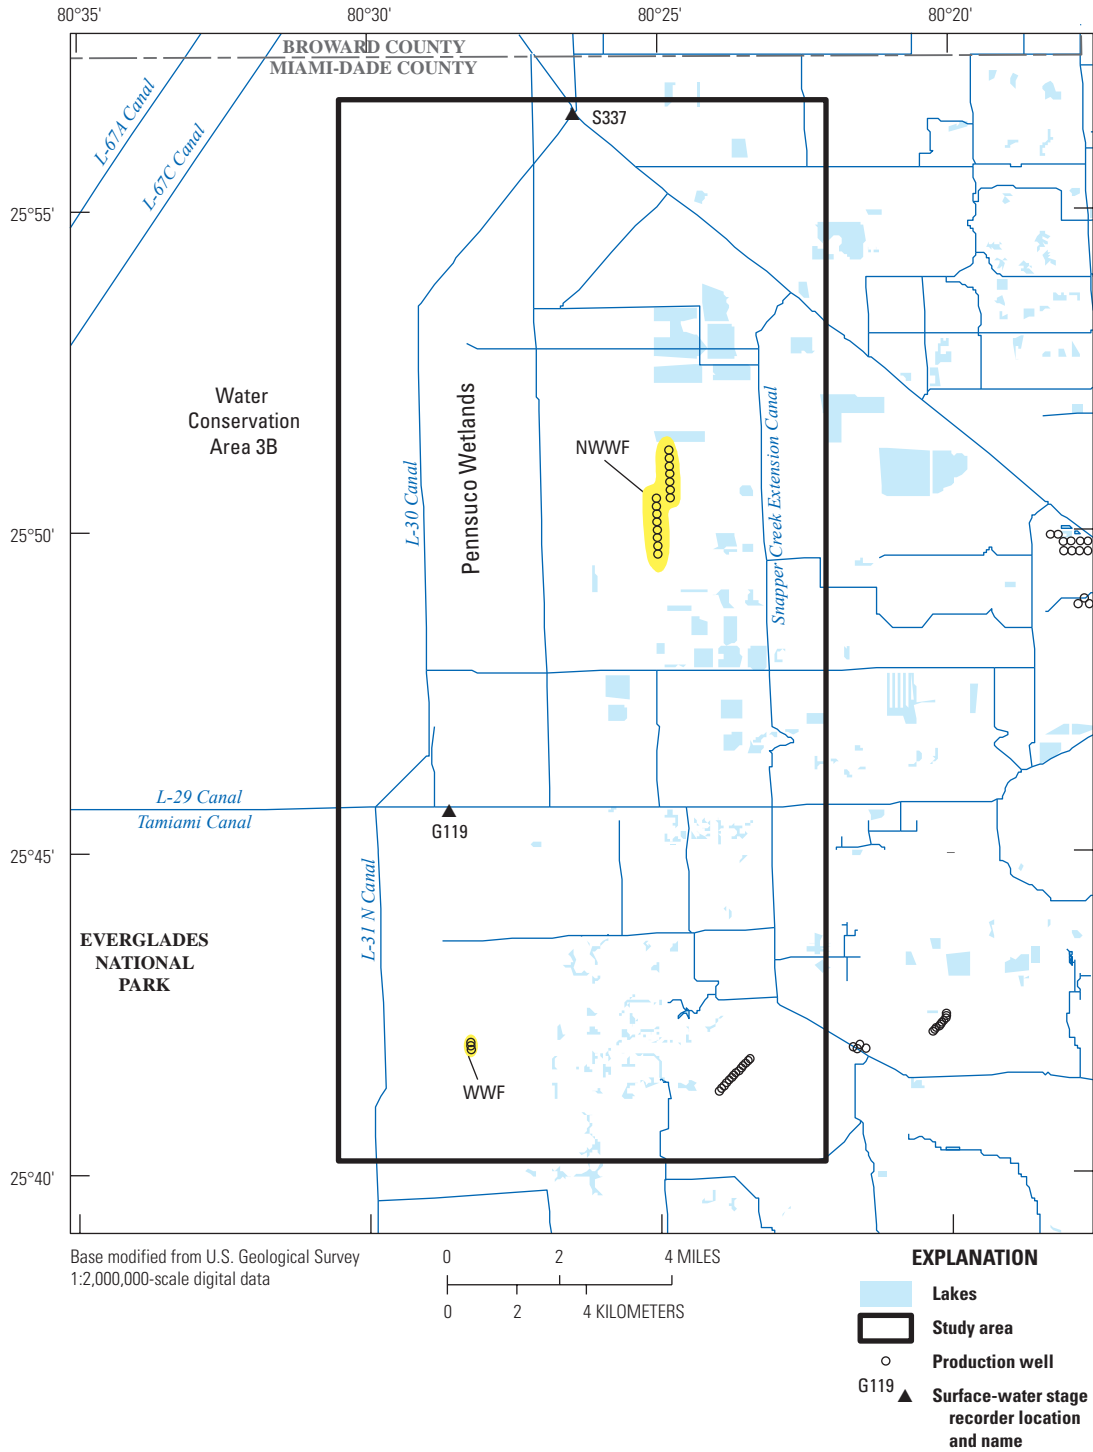 80°35'
80°30'
80°25'
80°20'
BROWARD COUNTY
MIAMI-DADE COUNTY
L-67A Canal
L-67C Canal
S337
25°55'
Water
Conservation
Area 3B
Pennsuco Wetlands
L-30 Canal
NWWF
Snapper Creek Extension Canal
25°50'
L-29 Canal
Tamiami Canal
G119
25°45'
L-31 N Canal
EVERGLADES
NATIONAL
PARK
WWF
25°40'
Base modified from U.S. Geological Survey
1:2,000,000-scale digital data
0 2 4 MILES
0 2 4 KILOMETERS
EXPLANATION
Lakes
Study area
Production well
G119
Surface-water stage
recorder location
and name